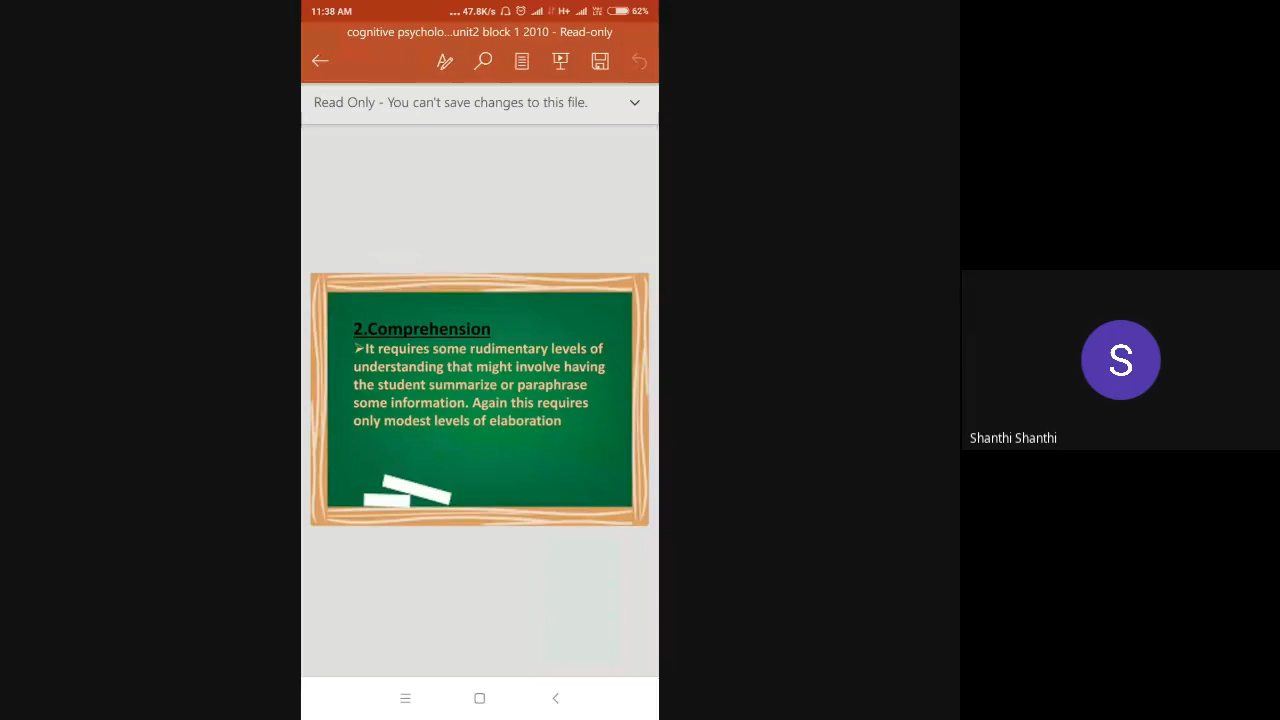 11:38 AM ... 47.8K/s H+ Vo LTE 62%
cognitive psycholo...unit2 block 1 2010 - Read-only
Read Only - You can't save changes to this file.
2.Comprehension
➢It requires some rudimentary levels of
understanding that might involve having
the student summarize or paraphrase
some information. Again this requires
only modest levels of elaboration
S
Shanthi Shanthi